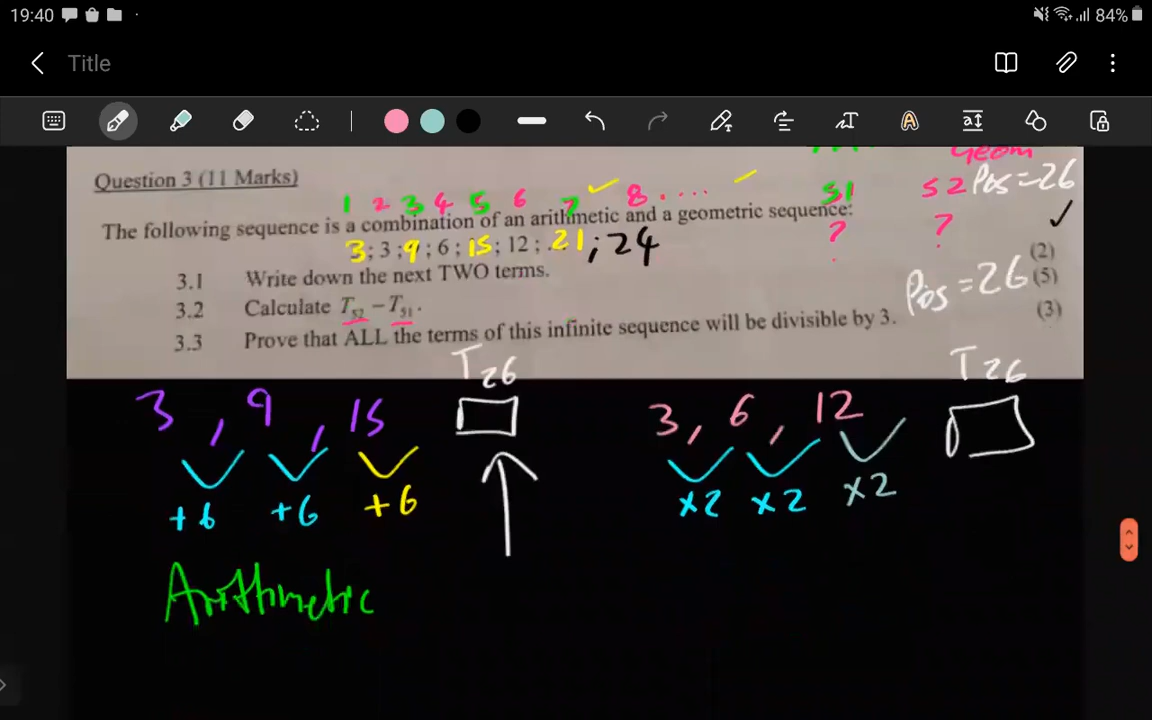 19:40
84%
Title
Geom
Question 3 (11 Marks)
1 2 3 4 5 6 7 8 ....
S1 S2 Pos=26
The following sequence is a combination of an arithmetic and a geometric sequence:
3 ; 3 ; 9 ; 6 ; 15 ; 12 ; 21 ; 24
? ?
3.1 Write down the next TWO terms. (2)
3.2 Calculate T52 − T51. (5)
Pos=26
3.3 Prove that ALL the terms of this infinite sequence will be divisible by 3. (3)
T26 T26
3, 9, 15
3, 6, 12
+6 +6 +6
×2 ×2 ×2
Arithmetic